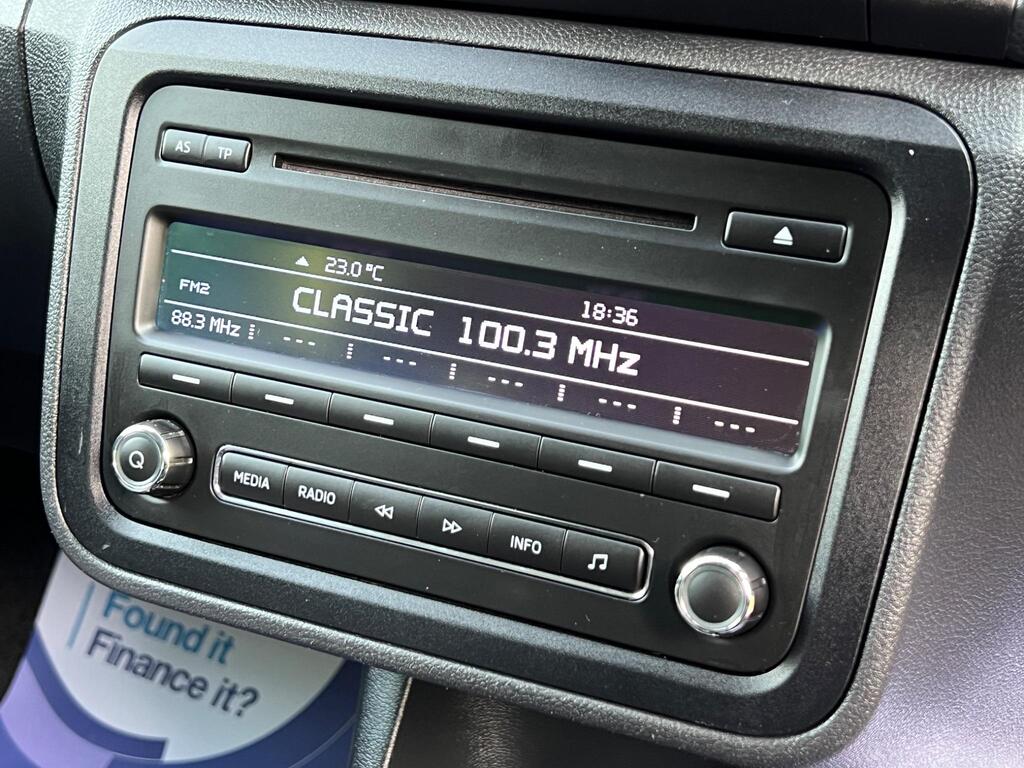 AS TP
23.0 °C
18:36
FM2
CLASSIC 100.3 MHz
88.3 MHz --- --- --- --- ---
MEDIA RADIO INFO
Found it
Finance it?